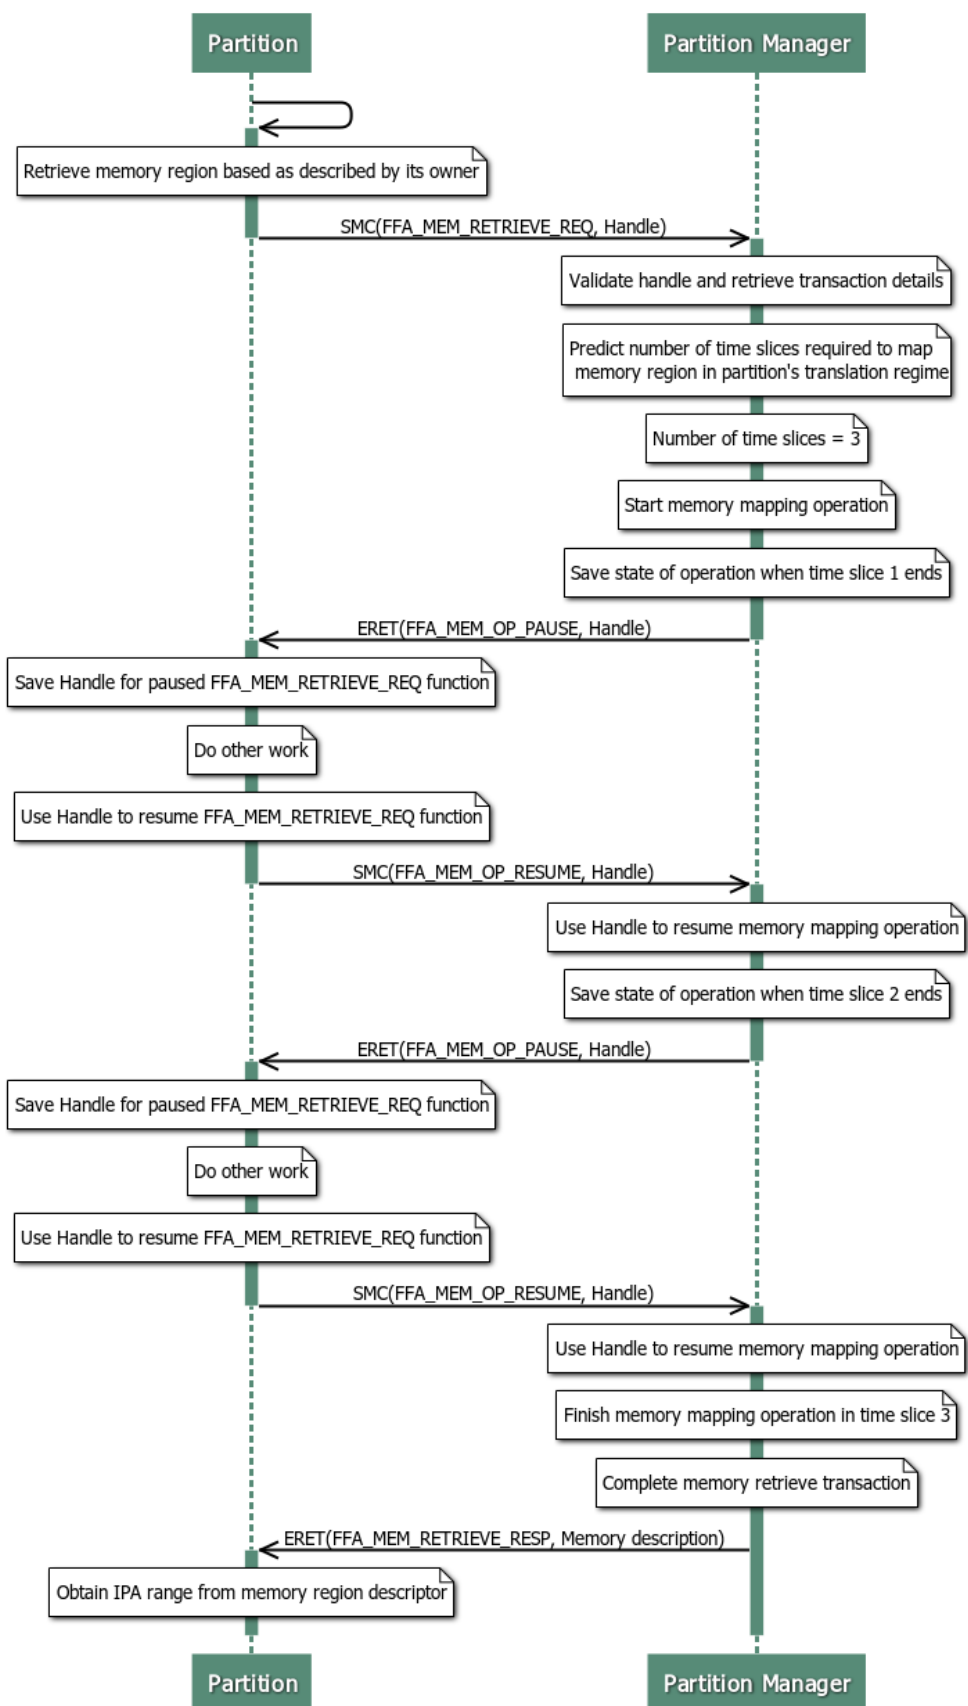 Partition
Partition Manager
Retrieve memory region based as described by its owner
SMC(FFA_MEM_RETRIEVE_REQ, Handle)
Validate handle and retrieve transaction details
Predict number of time slices required to map
memory region in partition's translation regime
Number of time slices = 3
Start memory mapping operation
Save state of operation when time slice 1 ends
ERET(FFA_MEM_OP_PAUSE, Handle)
Save Handle for paused FFA_MEM_RETRIEVE_REQ function
Do other work
Use Handle to resume FFA_MEM_RETRIEVE_REQ function
SMC(FFA_MEM_OP_RESUME, Handle)
Use Handle to resume memory mapping operation
Save state of operation when time slice 2 ends
ERET(FFA_MEM_OP_PAUSE, Handle)
Save Handle for paused FFA_MEM_RETRIEVE_REQ function
Do other work
Use Handle to resume FFA_MEM_RETRIEVE_REQ function
SMC(FFA_MEM_OP_RESUME, Handle)
Use Handle to resume memory mapping operation
Finish memory mapping operation in time slice 3
Complete memory retrieve transaction
ERET(FFA_MEM_RETRIEVE_RESP, Memory description)
Obtain IPA range from memory region descriptor
Partition
Partition Manager